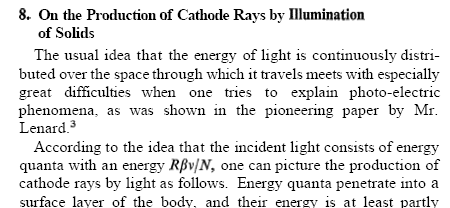 8. On the Production of Cathode Rays by Illumination
of Solids
The usual idea that the energy of light is continuously distri-
buted over the space through which it travels meets with especially
great difficulties when one tries to explain photo-electric
phenomena, as was shown in the pioneering paper by Mr.
Lenard.³
According to the idea that the incident light consists of energy
quanta with an energy Rβν/N, one can picture the production of
cathode rays by light as follows. Energy quanta penetrate into a
surface layer of the body, and their energy is at least partly